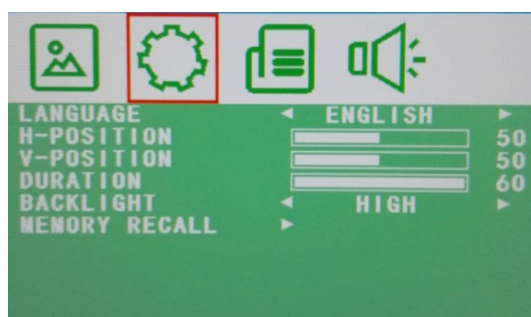 LANGUAGE ENGLISH
H-POSITION 50
V-POSITION 50
DURATION 60
BACKLIGHT HIGH
MEMORY RECALL